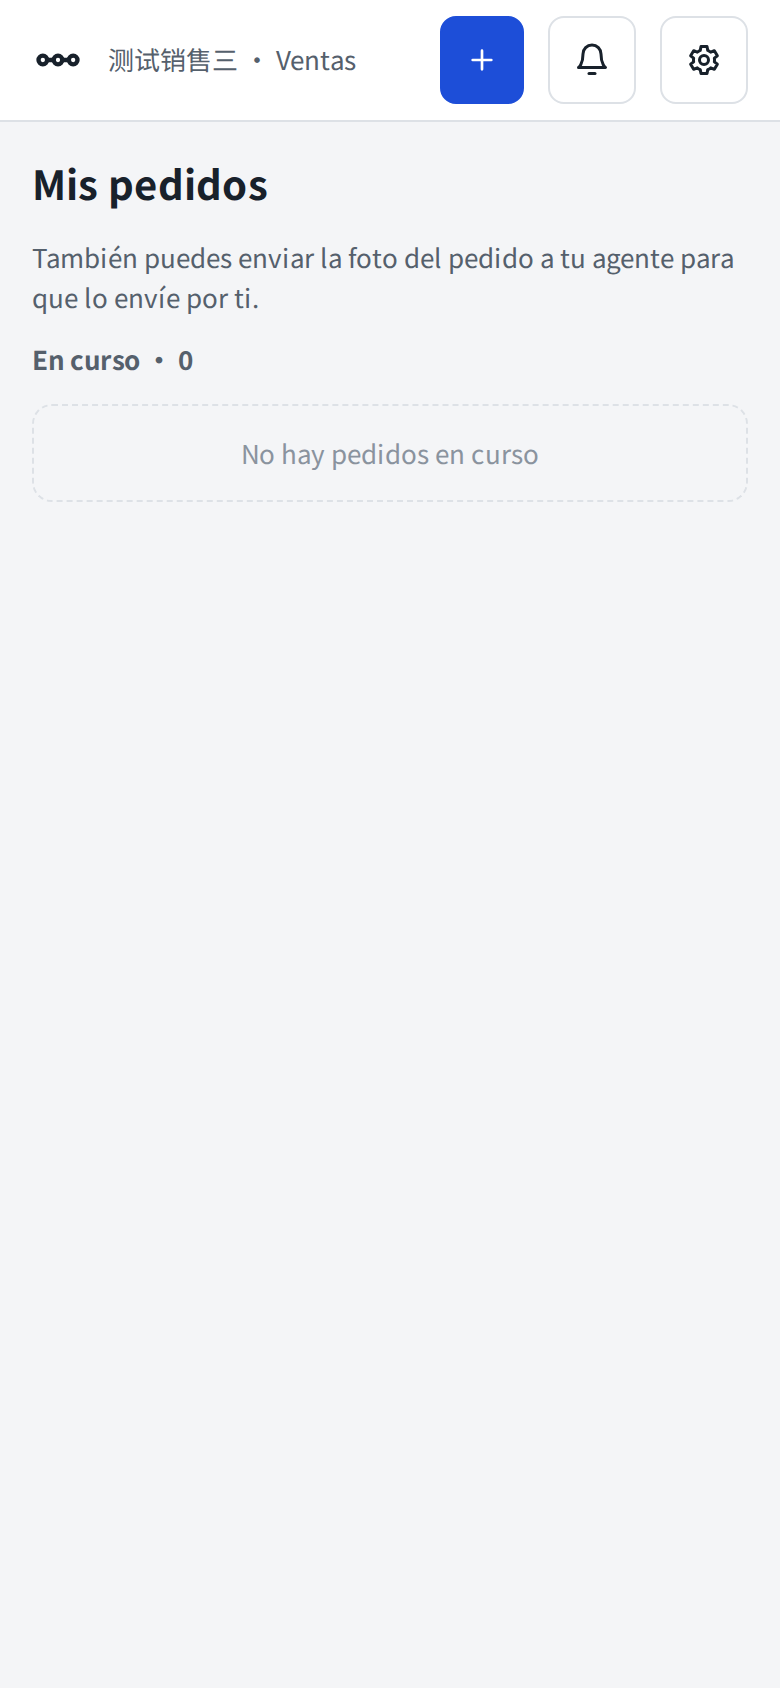 测试销售三 · Ventas
Mis pedidos
También puedes enviar la foto del pedido a tu agente para
que lo envíe por ti.
En curso · 0
No hay pedidos en curso